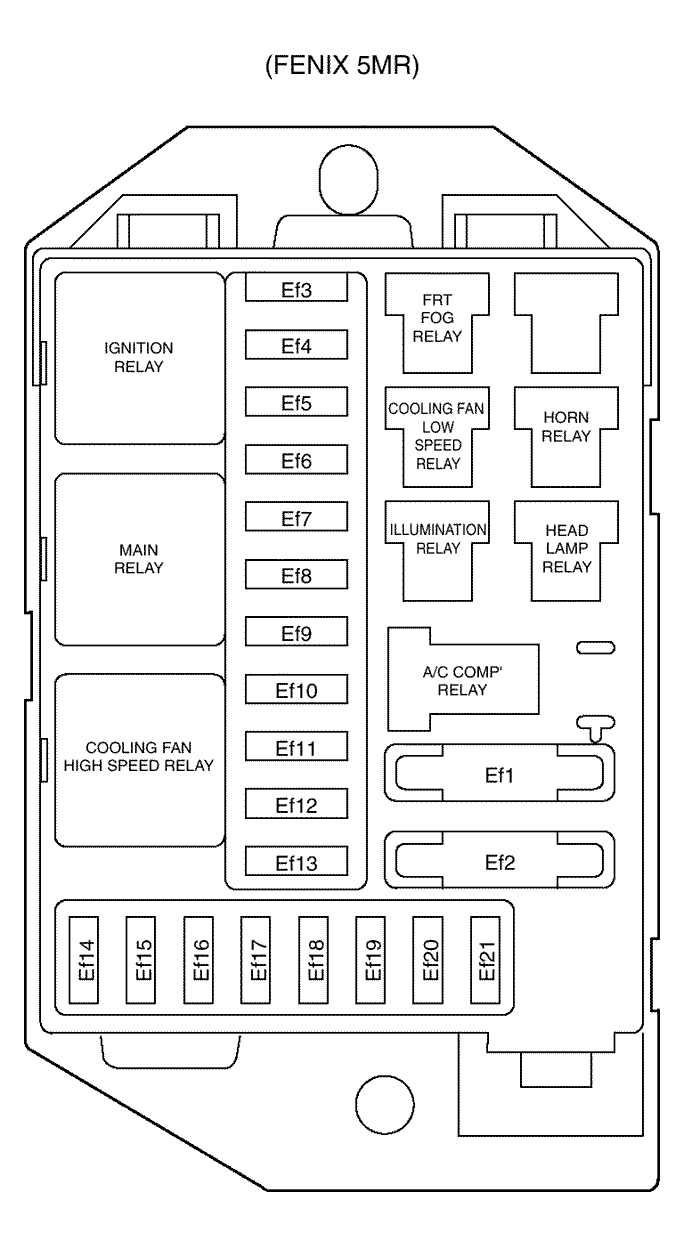 (FENIX 5MR)
IGNITION
RELAY
MAIN
RELAY
COOLING FAN
HIGH SPEED RELAY
Ef3
Ef4
Ef5
Ef6
Ef7
Ef8
Ef9
Ef10
Ef11
Ef12
Ef13
FRT
FOG
RELAY
COOLING FAN
LOW
SPEED
RELAY
HORN
RELAY
ILLUMINATION
RELAY
HEAD
LAMP
RELAY
A/C COMP'
RELAY
Ef1
Ef2
Ef14
Ef15
Ef16
Ef17
Ef18
Ef19
Ef20
Ef21